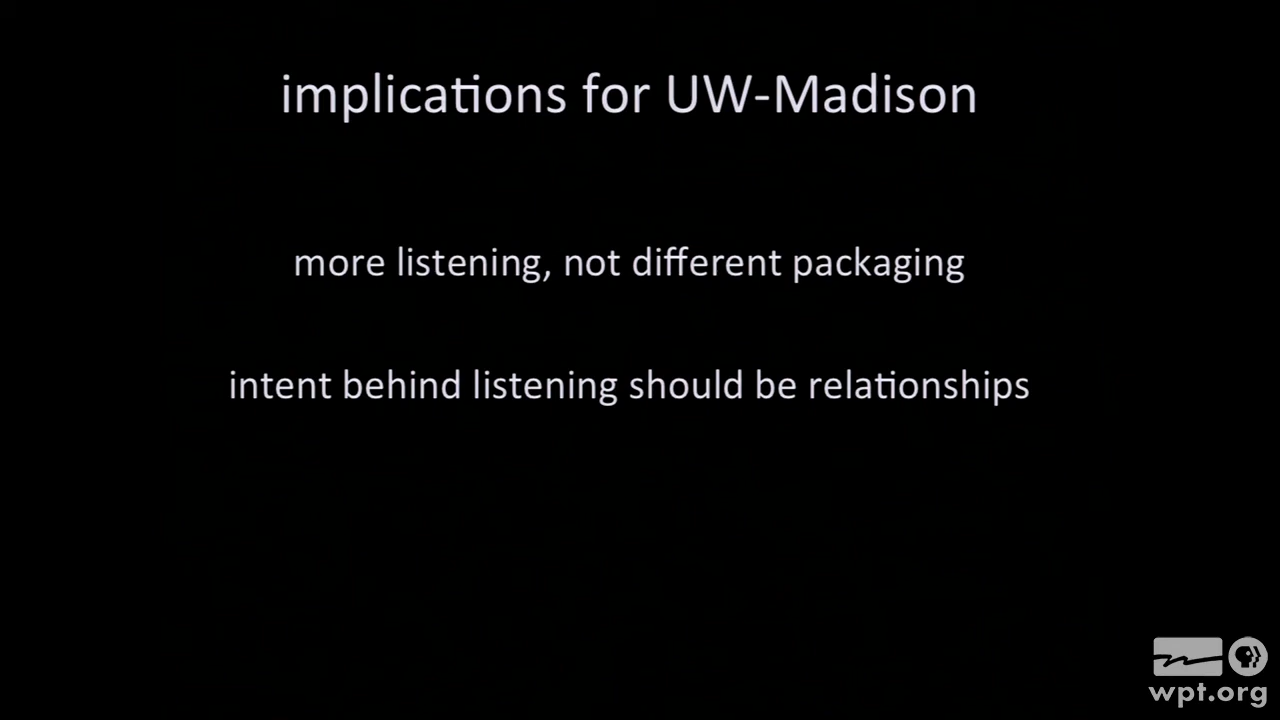 implications for UW-Madison
more listening, not different packaging
intent behind listening should be relationships
wpt.org